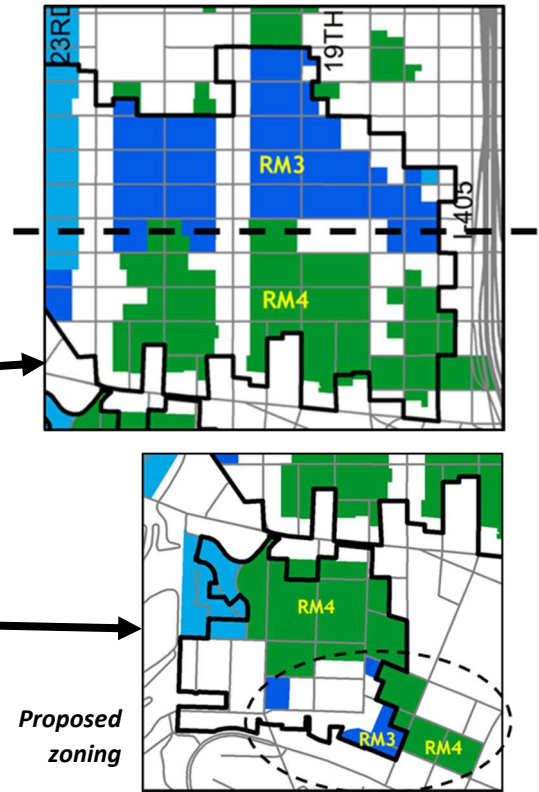 23RD
19TH
RM3
I-405
RM4
RM4
Proposed
zoning
RM3
RM4